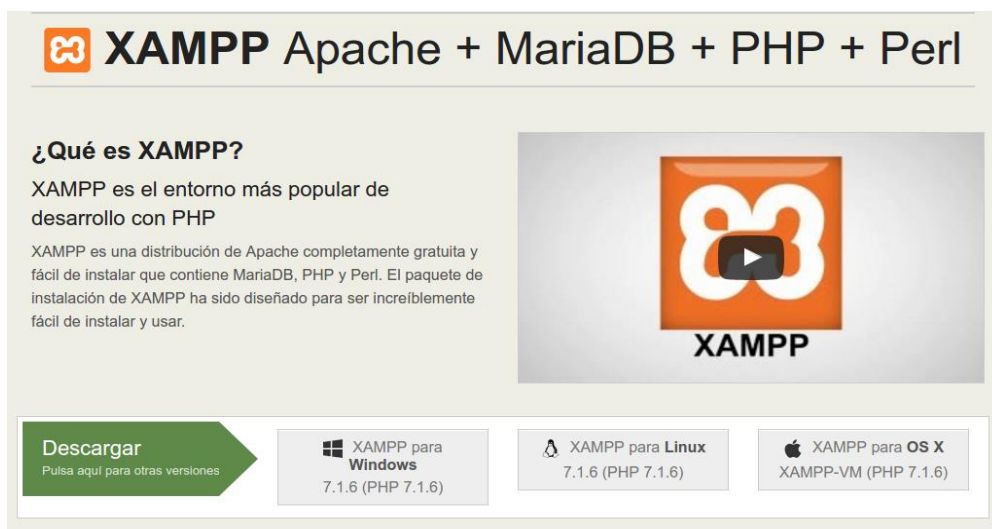 XAMPP Apache + MariaDB + PHP + Perl
¿Qué es XAMPP?
XAMPP es el entorno más popular de
desarrollo con PHP
XAMPP es una distribución de Apache completamente gratuita y
fácil de instalar que contiene MariaDB, PHP y Perl. El paquete de
instalación de XAMPP ha sido diseñado para ser increíblemente
fácil de instalar y usar.
XAMPP
Descargar
Pulsa aquí para otras versiones
XAMPP para
Windows
7.1.6 (PHP 7.1.6)
XAMPP para Linux
7.1.6 (PHP 7.1.6)
XAMPP para OS X
XAMPP-VM (PHP 7.1.6)